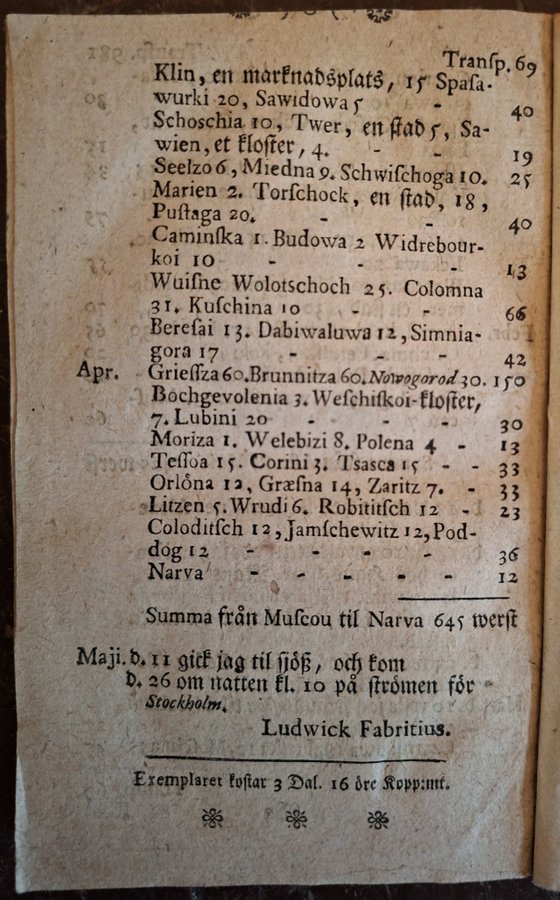 Tranſp. 69
Klin, en marknadsplats, 15 Spaſa-
wurki 20, Sawidowa 5 - 40
Schoschia 10, Twer, en ſtad 5, Sa-
wien, et kloſter, 4. - - 19
Seelzo 6, Miedna 9. Schwiſchoga 10. 25
Marien 2. Torſchock, en ſtad, 18,
Puſtaga 20. - - 40
Caminſka 1. Budowa 2 Widrebour-
koi 10 - - - 13
Wuiſne Wolotschoch 25. Colomna
31. Kuſchina 10 - - 66
Bereſai 13. Dabiwaluwa 12, Simnia-
gora 17 - - - 42
Apr. Grieſſza 60. Brunnitza 60. Nowogorod 30. 150
Bochgevolenia 3. Weſchiſkoi-kloſter,
7. Lubini 20 - - - 30
Moriza 1. Welebizi 8. Polena 4 - 13
Teſſoa 15. Corini 3. Tsasca 15 - - 33
Orlôna 12, Græſna 14, Zaritz 7. - 33
Litzen 5. Wrudi 6. Robititſch 12 - 23
Coloditſch 12, Jamſchewitz 12, Pod-
dog 12 - - - - 36
Narva - - - - - 12
Summa från Muſcou til Narva 645 werſt
Maji. d. 11 gick jag til ſjöß, och kom
d. 26 om natten kl. 10 på ſtrömen för
Stockholm.
Ludwick Fabritius.
Exemplaret koſtar 3 Dal. 16 öre Kopp:mt.